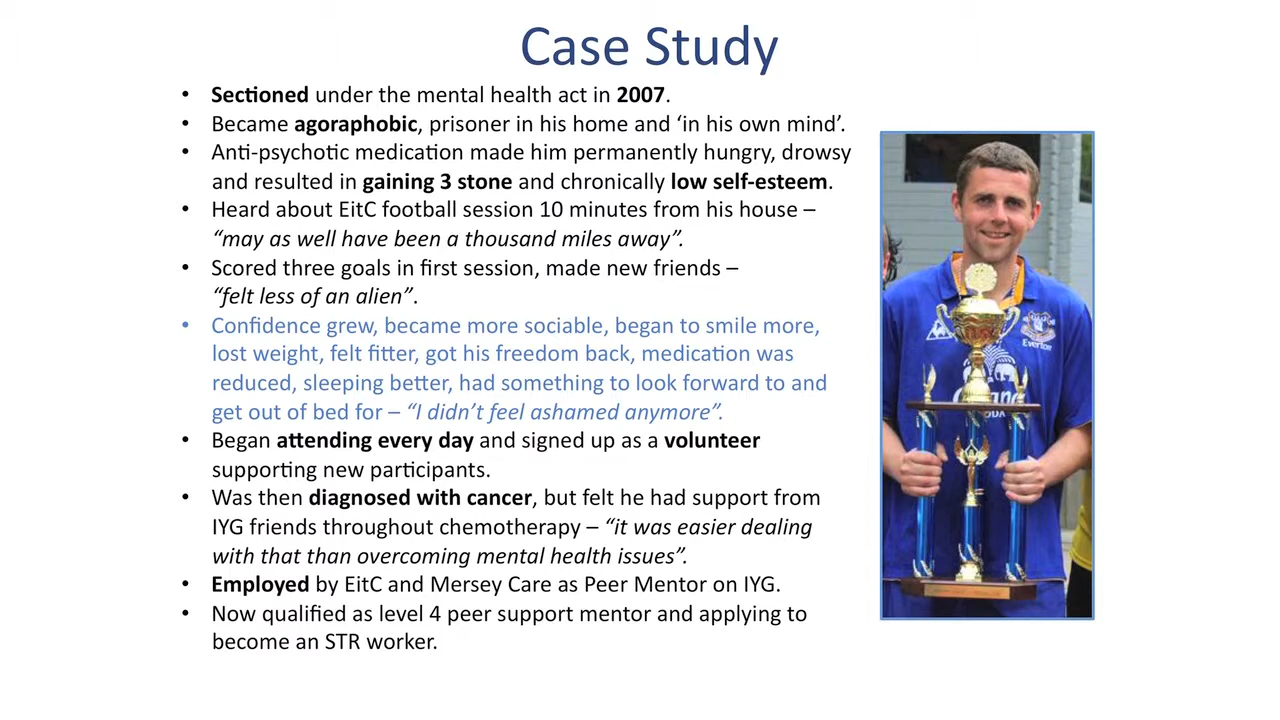 Case Study
• Sectioned under the mental health act in 2007.
• Became agoraphobic, prisoner in his home and ‘in his own mind’.
• Anti-psychotic medication made him permanently hungry, drowsy
and resulted in gaining 3 stone and chronically low self-esteem.
• Heard about EitC football session 10 minutes from his house –
“may as well have been a thousand miles away”.
• Scored three goals in first session, made new friends –
“felt less of an alien”.
• Confidence grew, became more sociable, began to smile more,
lost weight, felt fitter, got his freedom back, medication was
reduced, sleeping better, had something to look forward to and
get out of bed for – “I didn’t feel ashamed anymore”.
• Began attending every day and signed up as a volunteer
supporting new participants.
• Was then diagnosed with cancer, but felt he had support from
IYG friends throughout chemotherapy – “it was easier dealing
with that than overcoming mental health issues”.
• Employed by EitC and Mersey Care as Peer Mentor on IYG.
• Now qualified as level 4 peer support mentor and applying to
become an STR worker.
Everton